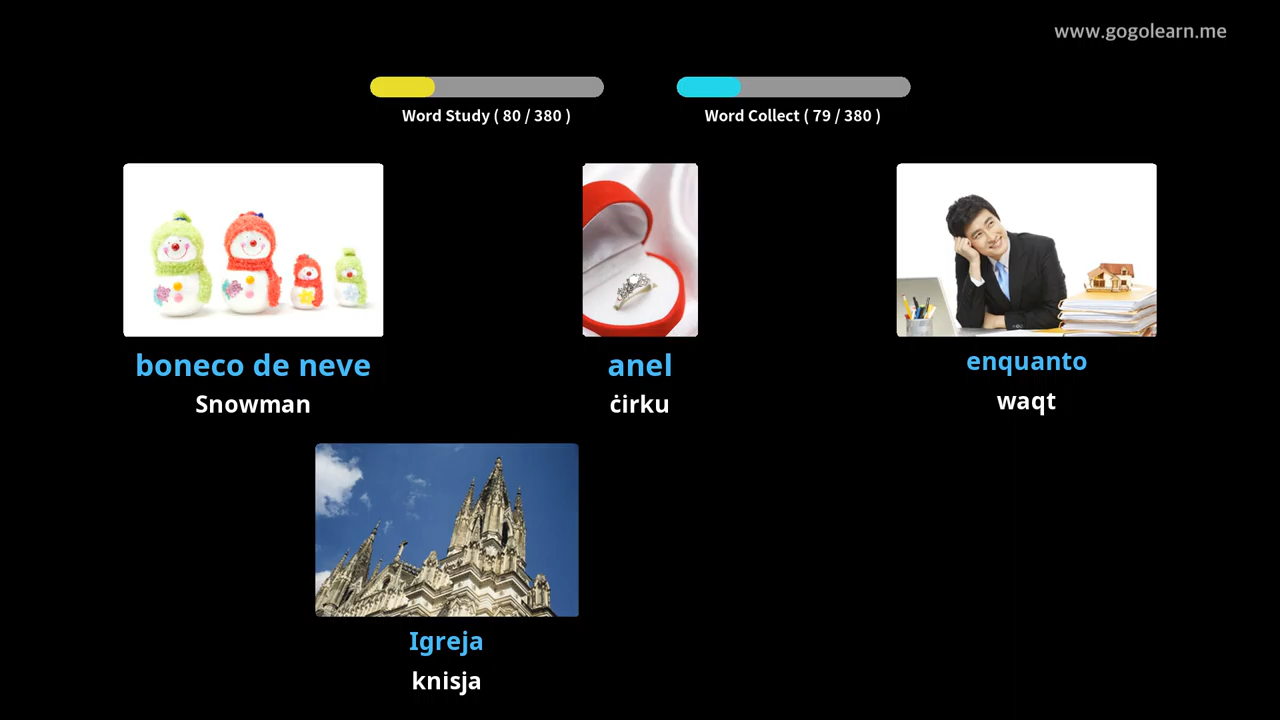 www.gogolearn.me
Word Study ( 80 / 380 )
Word Collect ( 79 / 380 )
boneco de neve
Snowman
anel
ċirku
enquanto
waqt
Igreja
knisja